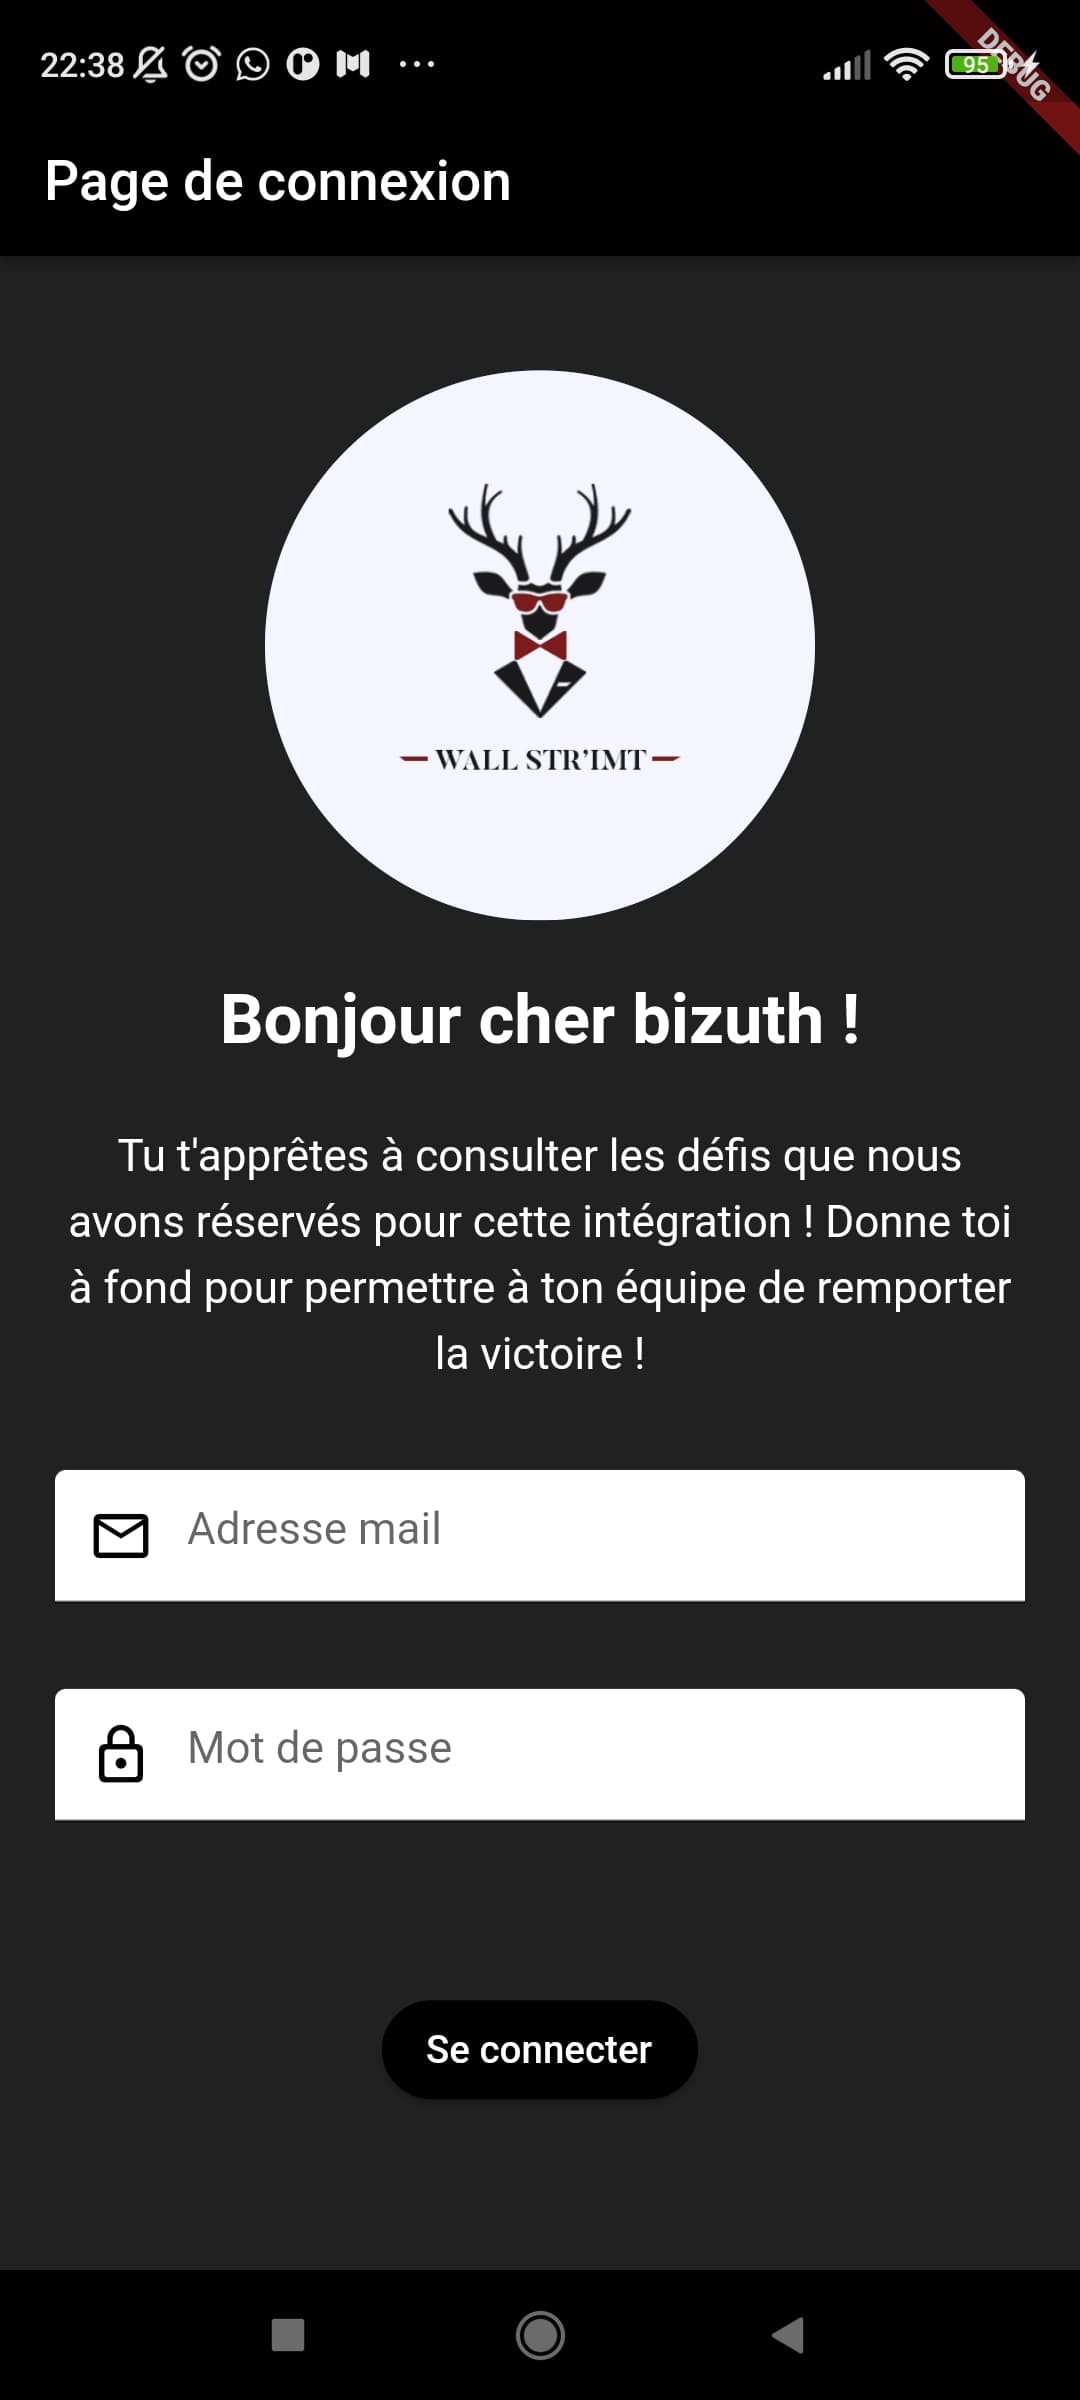 22:38
95
DEBUG
Page de connexion
WALL STR'IMT
Bonjour cher bizuth !
Tu t'apprêtes à consulter les défis que nous
avons réservés pour cette intégration ! Donne toi
à fond pour permettre à ton équipe de remporter
la victoire !
Adresse mail
Mot de passe
Se connecter